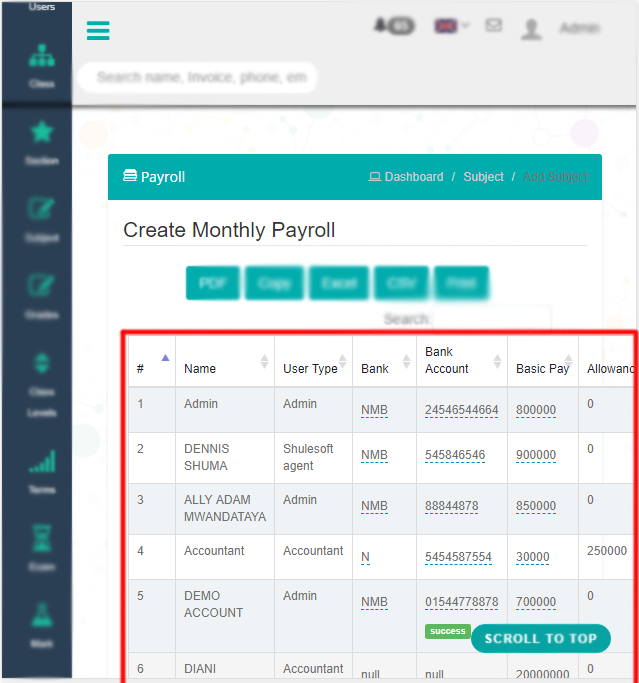 Users
65
Admin
Class
Search name, Invoice, phone, em
Section
Payroll
Dashboard / Subject / Add Subject
Subject
Create Monthly Payroll
PDF Copy Excel CSV Print
Grades
Search:
Class
Levels
# Name User Type Bank Bank Account Basic Pay Allowanc
1 Admin Admin NMB 24546544664 800000 0
2 DENNIS SHUMA Shulesoft agent NMB 545846546 900000 0
Terms
3 ALLY ADAM MWANDATAYA Admin NMB 88844878 850000 0
4 Accountant Accountant N 5454587554 30000 250000
Exam
5 DEMO ACCOUNT Admin NMB 01544778878 700000 0
success
SCROLL TO TOP
Mark
6 DIANI Accountant null null 20000000 0